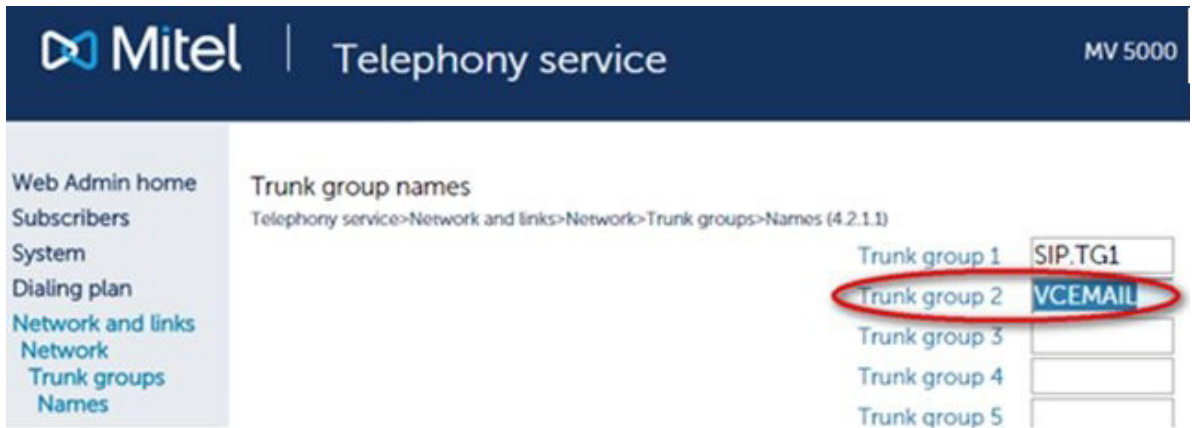 Mitel | Telephony service MV 5000
Web Admin home
Subscribers
System
Dialing plan
Network and links
Network
Trunk groups
Names
Trunk group names
Telephony service>Network and links>Network>Trunk groups>Names (4.2.1.1)
Trunk group 1 SIP.TG1
Trunk group 2 VCEMAIL
Trunk group 3
Trunk group 4
Trunk group 5